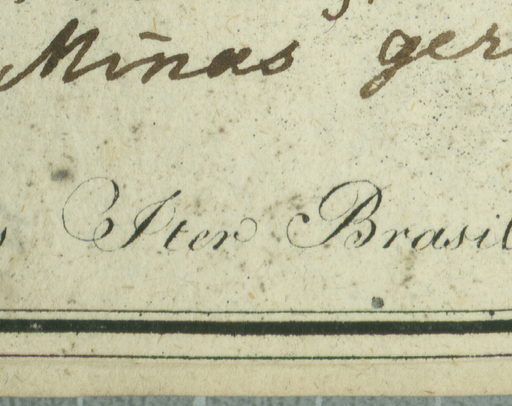 Minas ger
s Iter Brasil